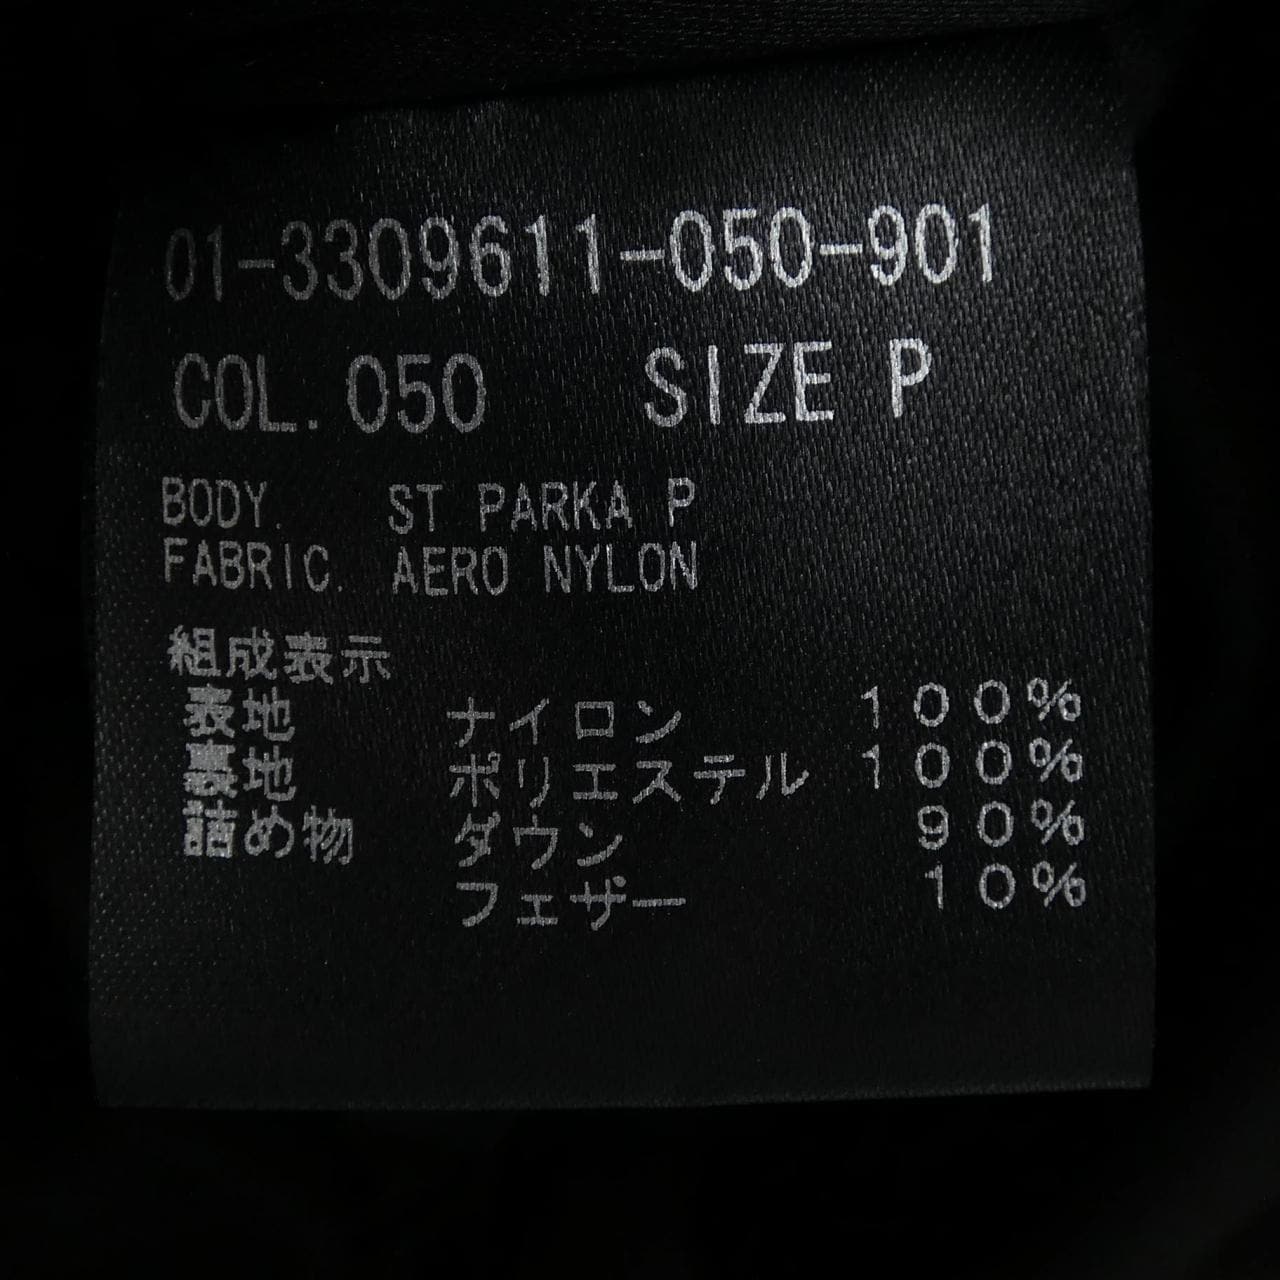 01-3309611-050-901
COL. 050 SIZE P
BODY. ST PARKA P
FABRIC. AERO NYLON
組成表示
表地 ナイロン 100%
裏地 ポリエステル 100%
詰め物 ダウン 90%
フェザー 10%